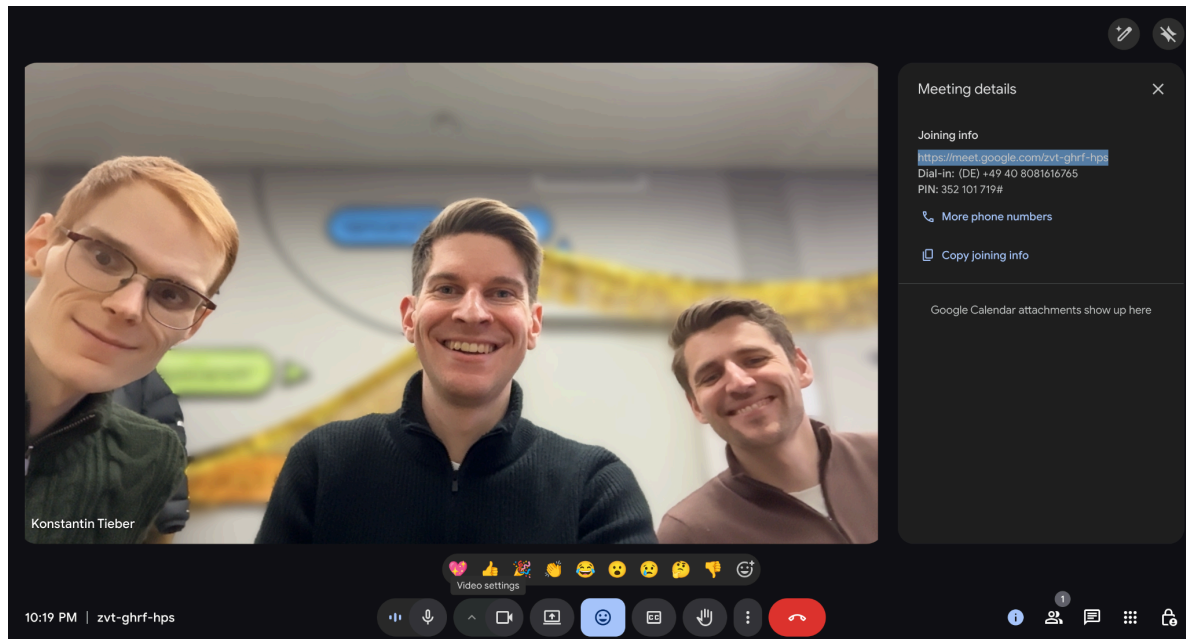 Meeting details
Joining info
https://meet.google.com/zvt-ghrf-hps
Dial-in: (DE) +49 40 8081616765
PIN: 352 101 719#
More phone numbers
Copy joining info
Google Calendar attachments show up here
Konstantin Tieber
Video settings
10:19 PM | zvt-ghrf-hps
CC
1